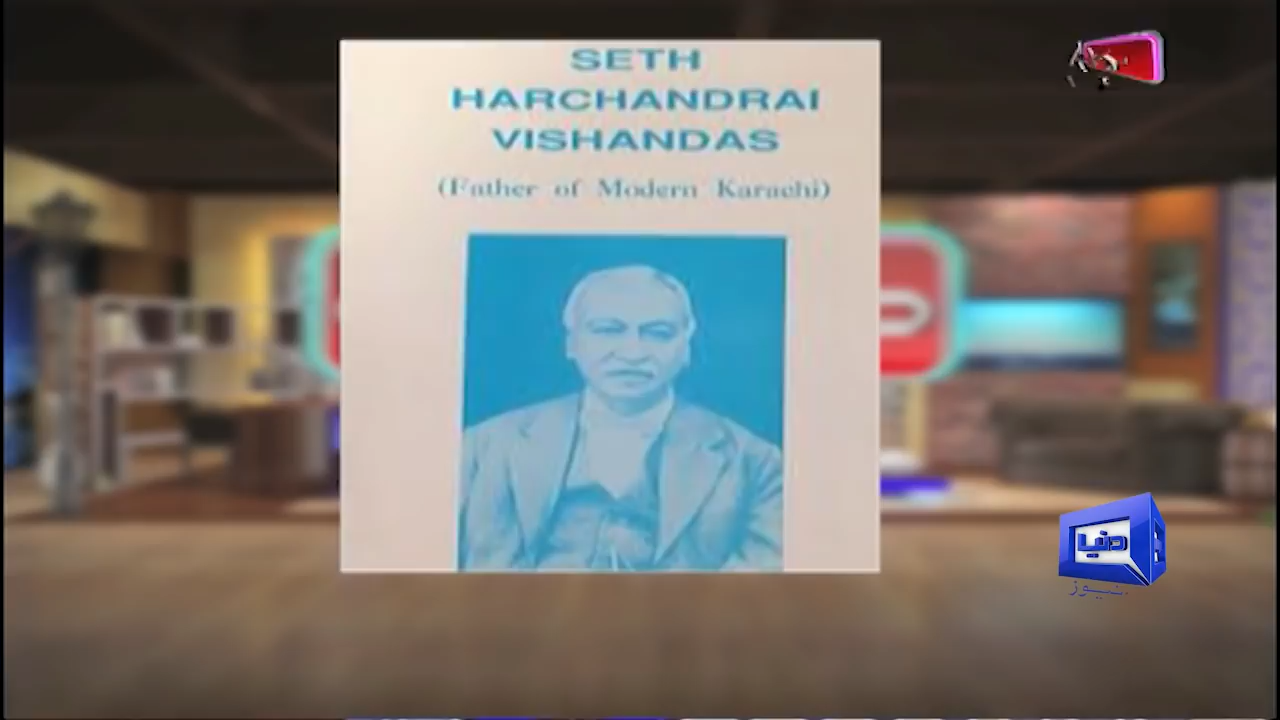 SETH
HARCHANDRAI
VISHANDAS
(Father of Modern Karachi)
دنیا
نیوز